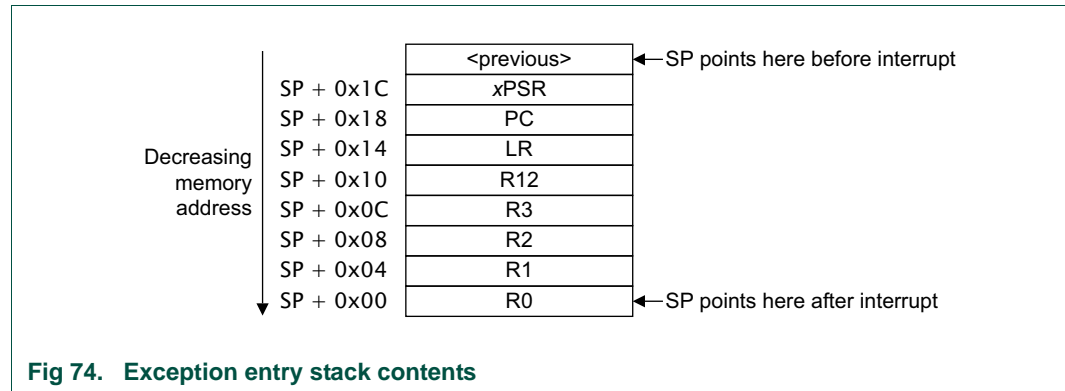 <previous> SP points here before interrupt
SP + 0x1C xPSR
SP + 0x18 PC
SP + 0x14 LR
Decreasing memory address
SP + 0x10 R12
SP + 0x0C R3
SP + 0x08 R2
SP + 0x04 R1
SP + 0x00 R0 SP points here after interrupt
Fig 74. Exception entry stack contents